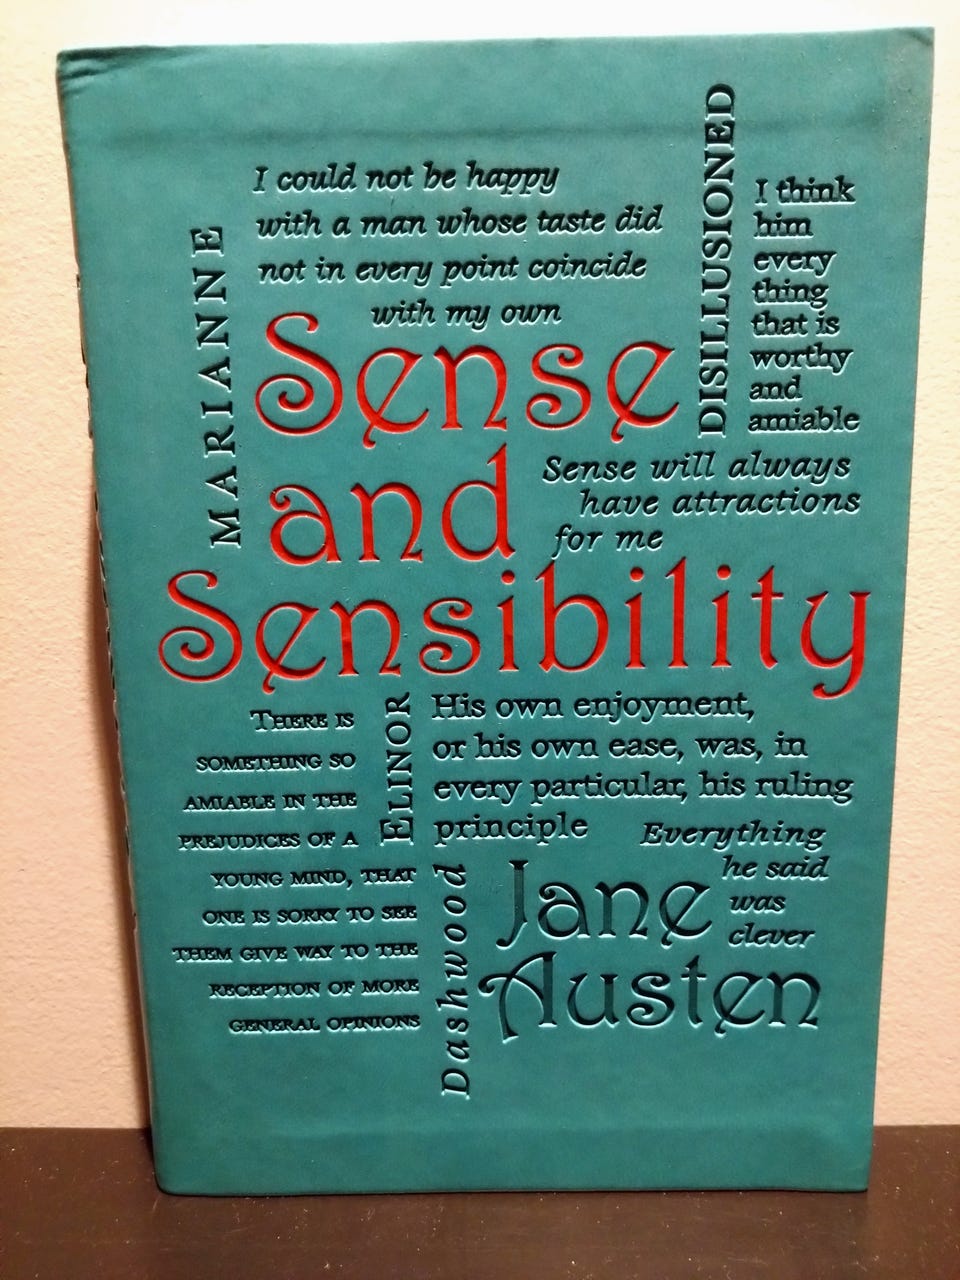 I could not be happy
with a man whose taste did
not in every point coincide
with my own
MARIANNE
DISILLUSIONED
I think
him
every
thing
that is
worthy
and
amiable
Sense
and
Sensibility
Sense will always
have attractions
for me
THERE IS
SOMETHING SO
AMIABLE IN THE
PREJUDICES OF A
YOUNG MIND, THAT
ONE IS SORRY TO SEE
THEM GIVE WAY TO THE
RECEPTION OF MORE
GENERAL OPINIONS
ELINOR
His own enjoyment,
or his own ease, was, in
every particular, his ruling
principle
Everything
he said
was
clever
Dashwood
Jane
Austen